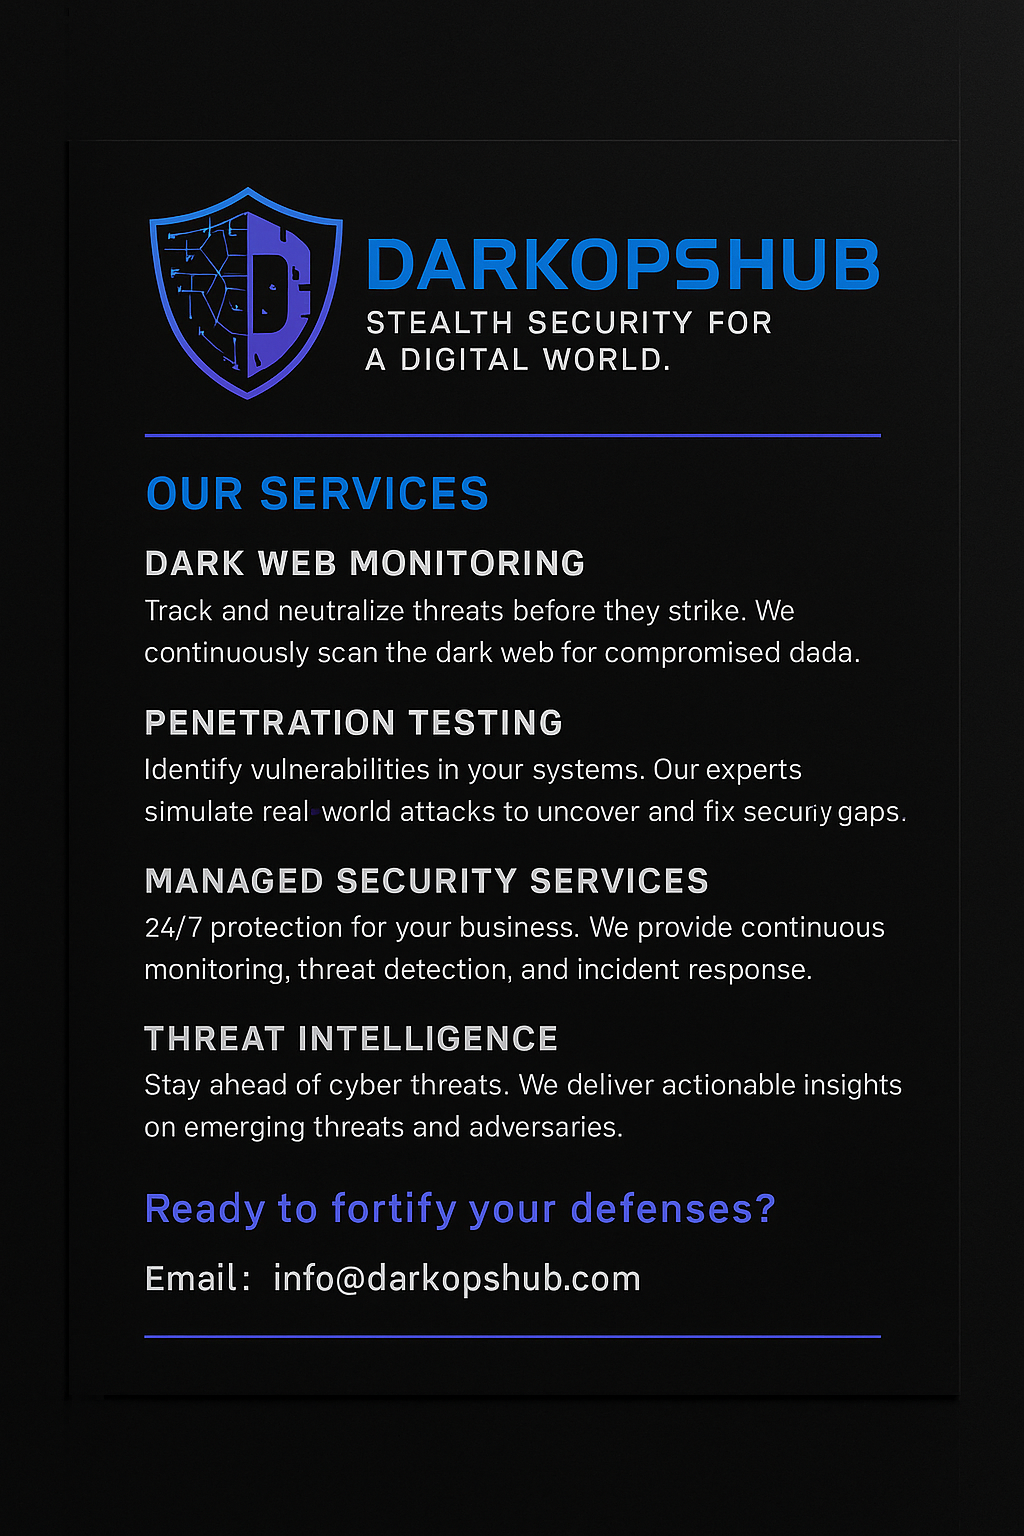 DARKOPSHUB
STEALTH SECURITY FOR
A DIGITAL WORLD.
OUR SERVICES
DARK WEB MONITORING
Track and neutralize threats before they strike. We
continuously scan the dark web for compromised dada.
PENETRATION TESTING
Identify vulnerabilities in your systems. Our experts
simulate real-world attacks to uncover and fix securiy gaps.
MANAGED SECURITY SERVICES
24/7 protection for your business. We provide continuous
monitoring, threat detection, and incident response.
THREAT INTELLIGENCE
Stay ahead of cyber threats. We deliver actionable insights
on emerging threats and adversaries.
Ready to fortify your defenses?
Email: info@darkopshub.com